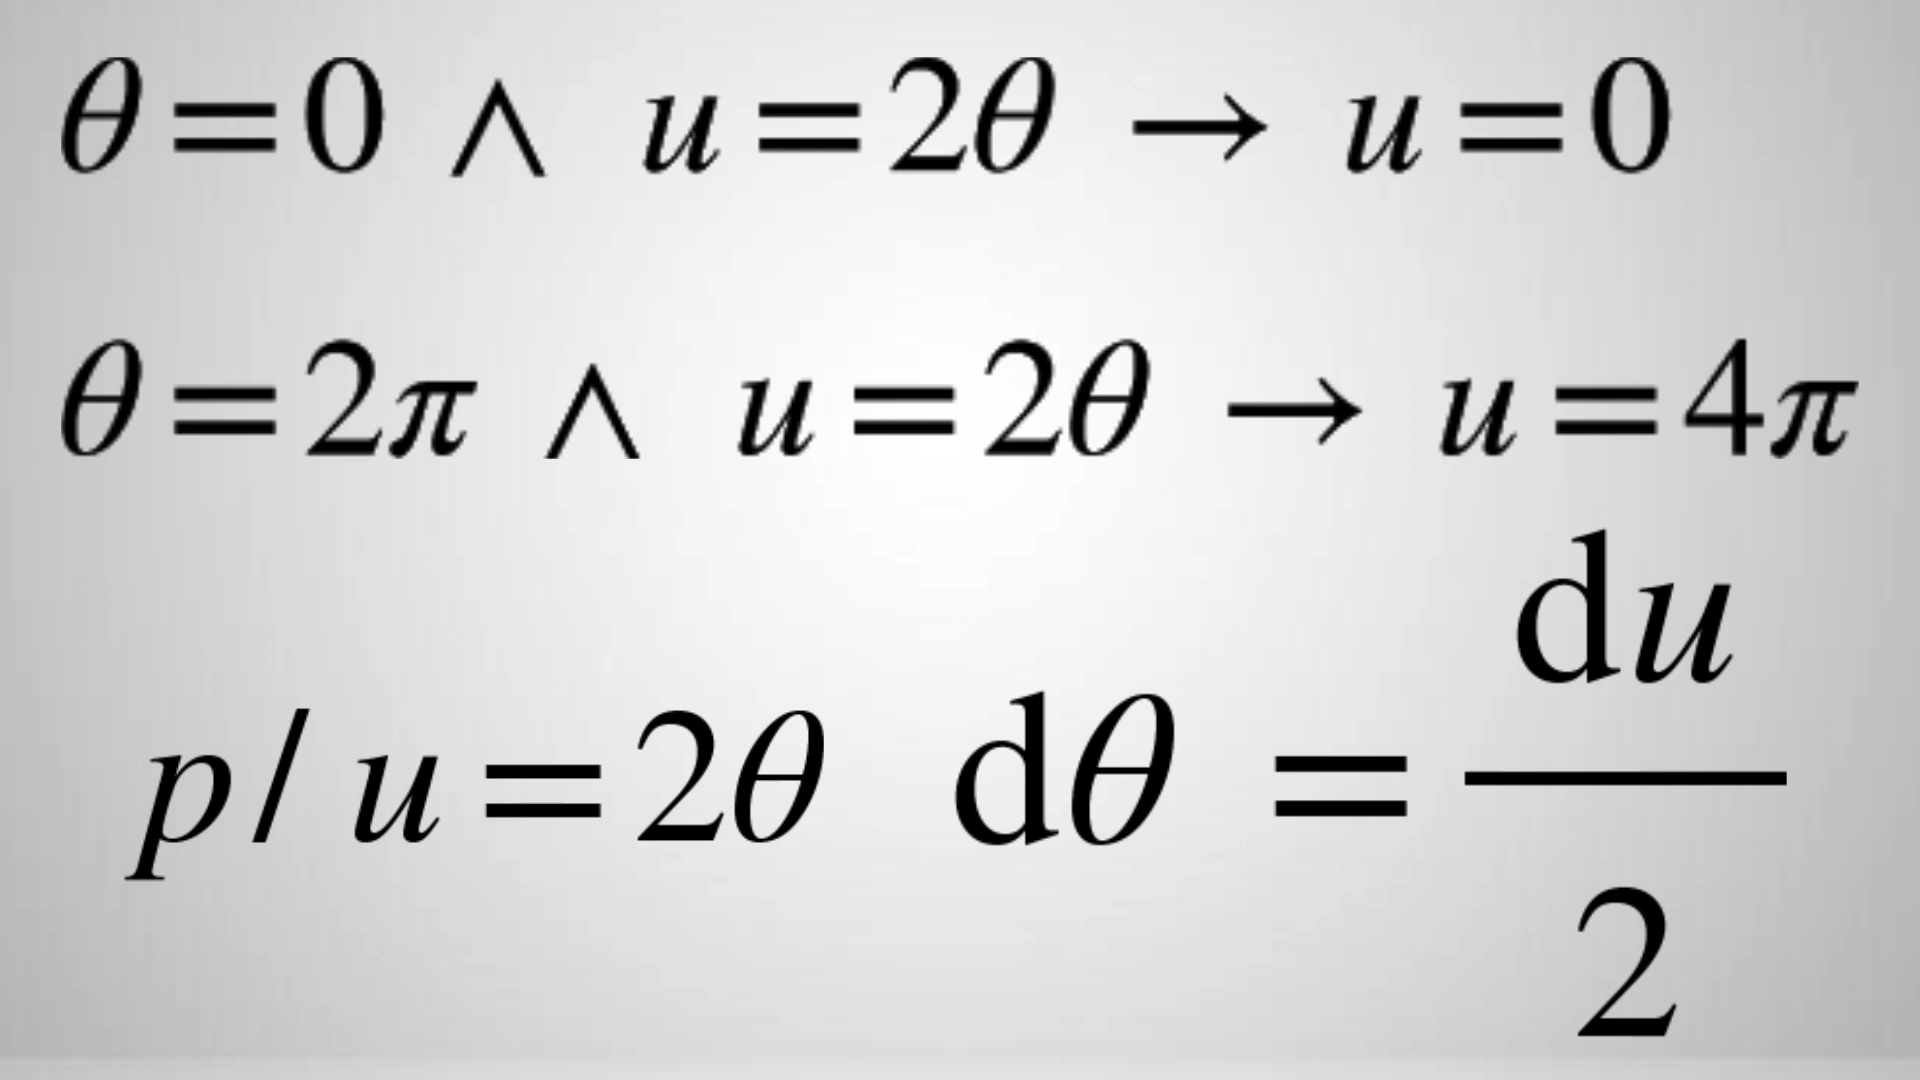 θ = 0 ∧ u = 2θ → u = 0
θ = 2π ∧ u = 2θ → u = 4π
p/ u = 2θ dθ = du/2